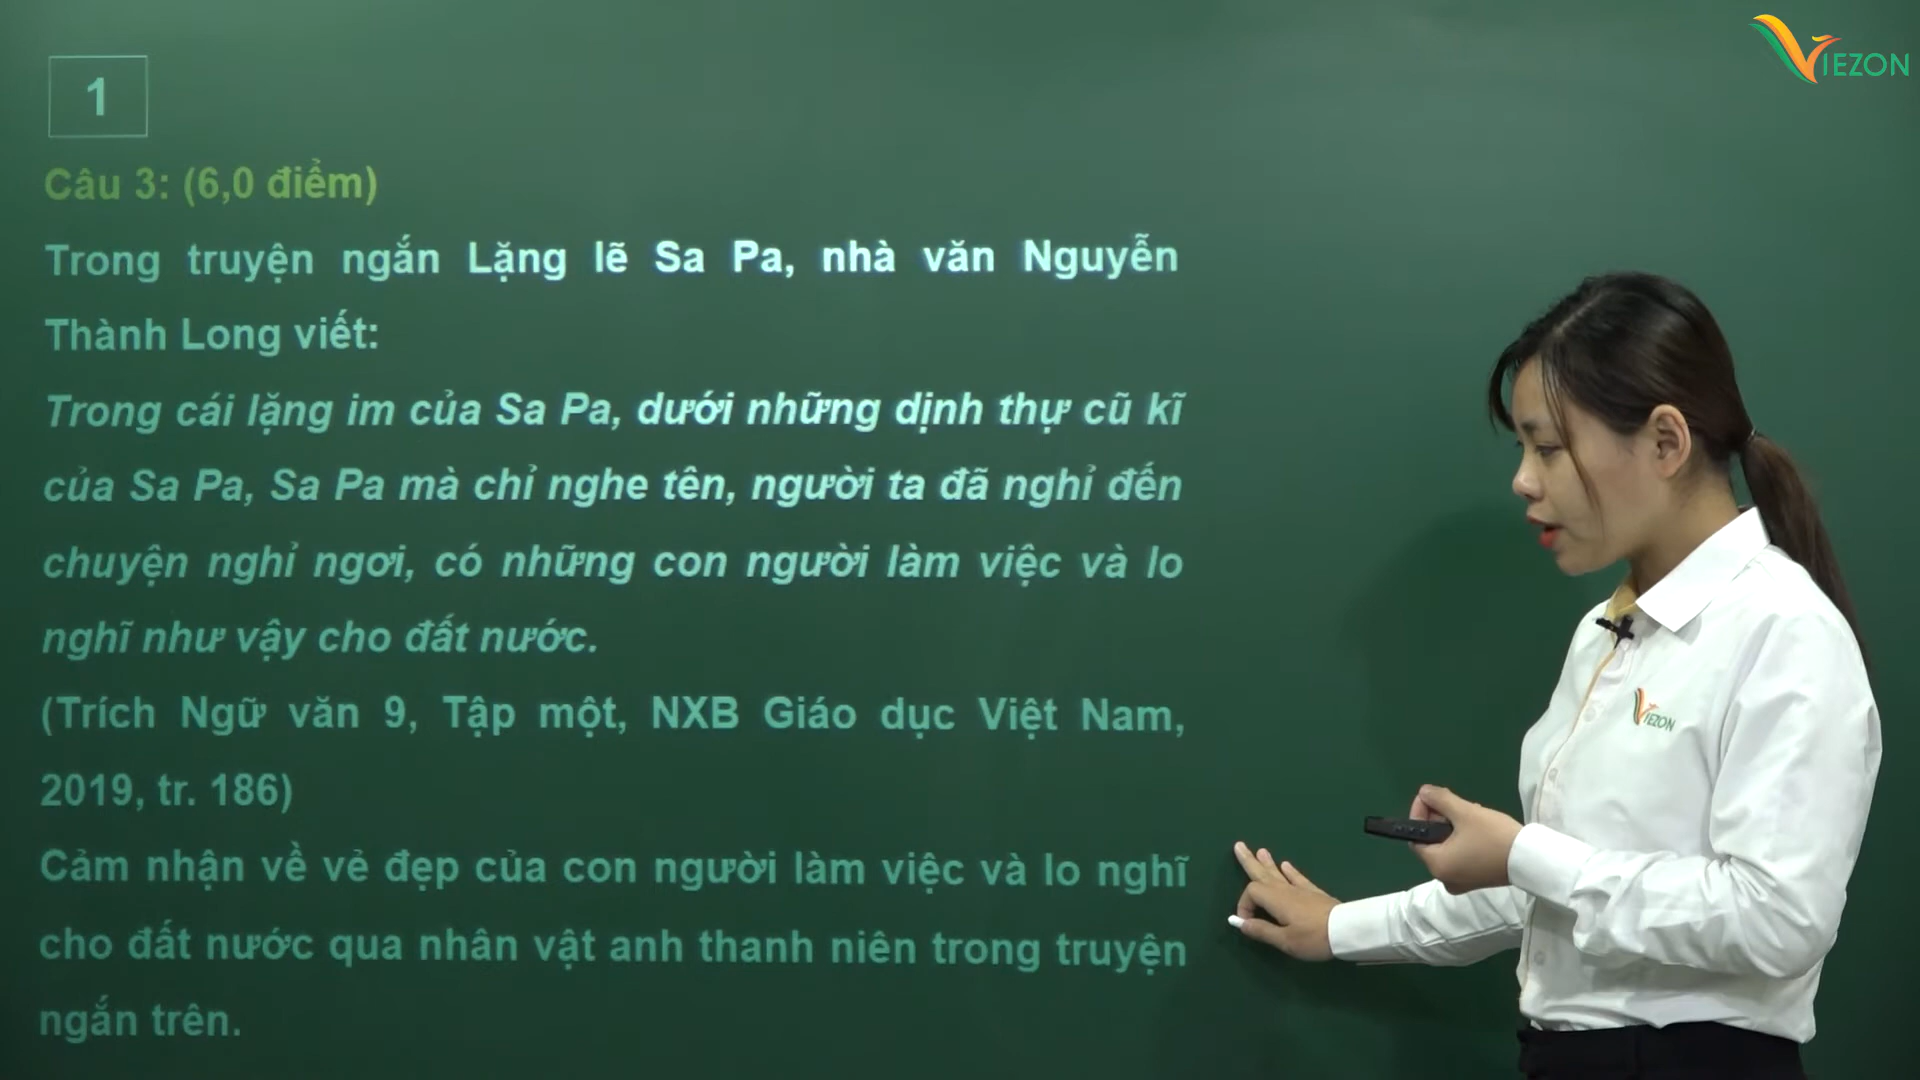 VIEZON
1
Câu 3: (6,0 điểm)
Trong truyện ngắn Lặng lẽ Sa Pa, nhà văn Nguyễn
Thành Long viết:
Trong cái lặng im của Sa Pa, dưới những dinh thự cũ kĩ
của Sa Pa, Sa Pa mà chỉ nghe tên, người ta đã nghỉ đến
chuyện nghỉ ngơi, có những con người làm việc và lo
nghĩ như vậy cho đất nước.
(Trích Ngữ văn 9, Tập một, NXB Giáo dục Việt Nam,
2019, tr. 186)
Cảm nhận về vẻ đẹp của con người làm việc và lo nghĩ
cho đất nước qua nhân vật anh thanh niên trong truyện
ngắn trên.
VIEZON